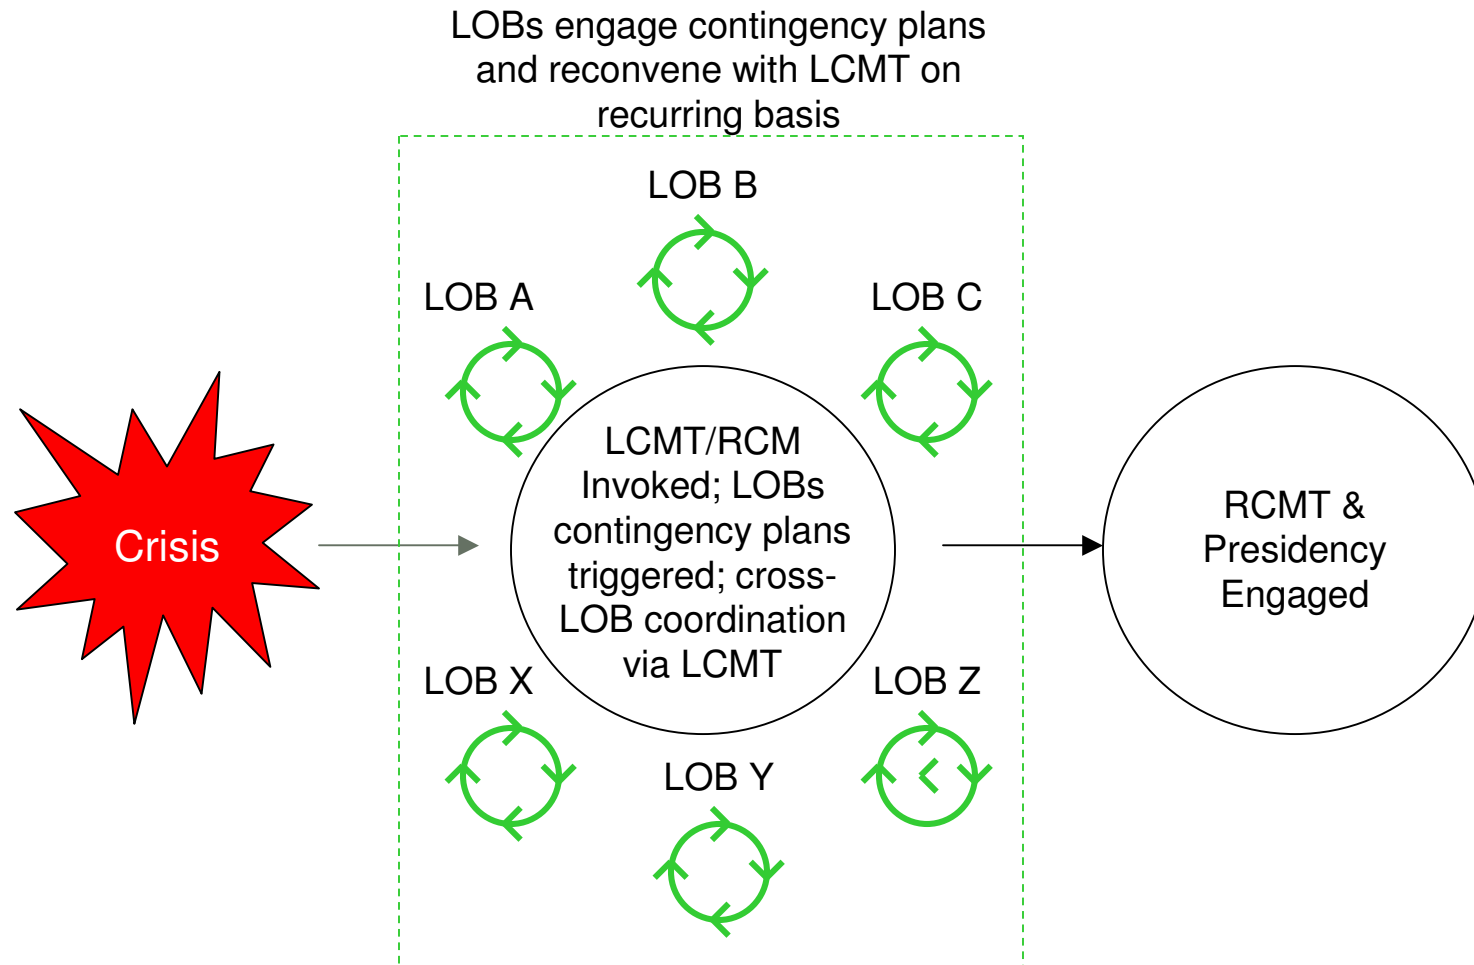 LOBs engage contingency plans
and reconvene with LCMT on
recurring basis
LOB B
LOB A
LOB C
Crisis
LCMT/RCM
Invoked; LOBs
contingency plans
triggered; cross-
LOB coordination
via LCMT
RCMT &
Presidency
Engaged
LOB X
LOB Z
LOB Y